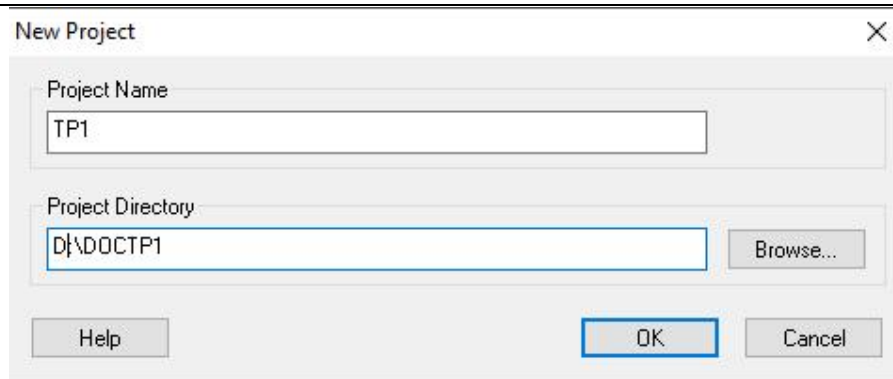 New Project
Project Name
TP1
Project Directory
D:\DOCTP1
Browse...
Help
OK
Cancel